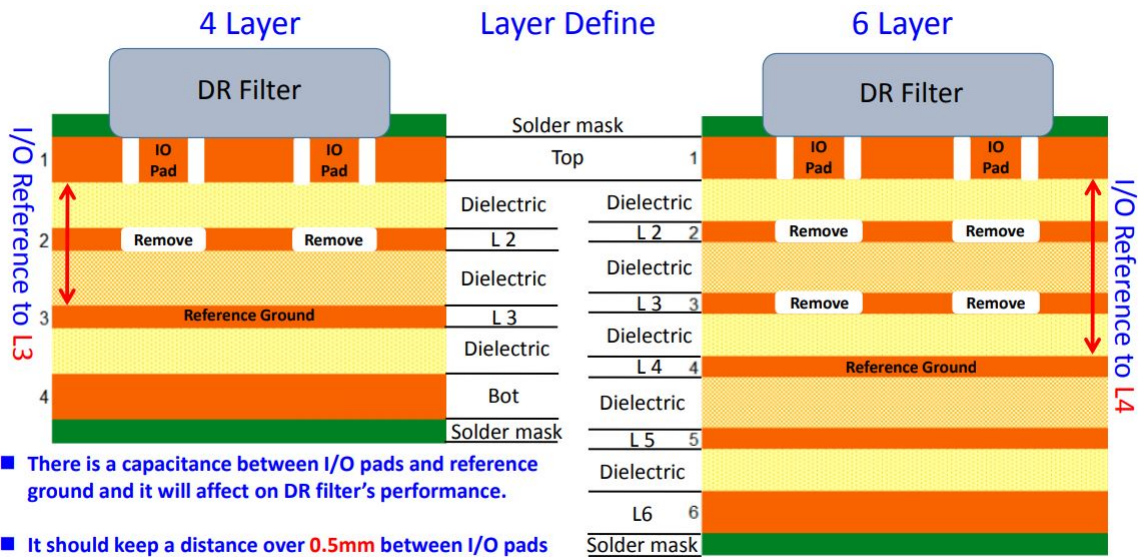 4 Layer
Layer Define
6 Layer
DR Filter
DR Filter
I/O Reference to L3
I/O Reference to L4
1
IO
Pad
IO
Pad
2
Remove
Remove
3
Reference Ground
4
Solder mask
Top
Dielectric
L 2
Dielectric
L 3
Dielectric
Bot
Solder mask
1
Dielectric
L 2
2
Dielectric
L 3
3
Dielectric
L 4
4
Dielectric
L 5
5
Dielectric
L6
6
Solder mask
IO
Pad
IO
Pad
Remove
Remove
Remove
Remove
Reference Ground
There is a capacitance between I/O pads and reference
ground and it will affect on DR filter's performance.
It should keep a distance over 0.5mm between I/O pads